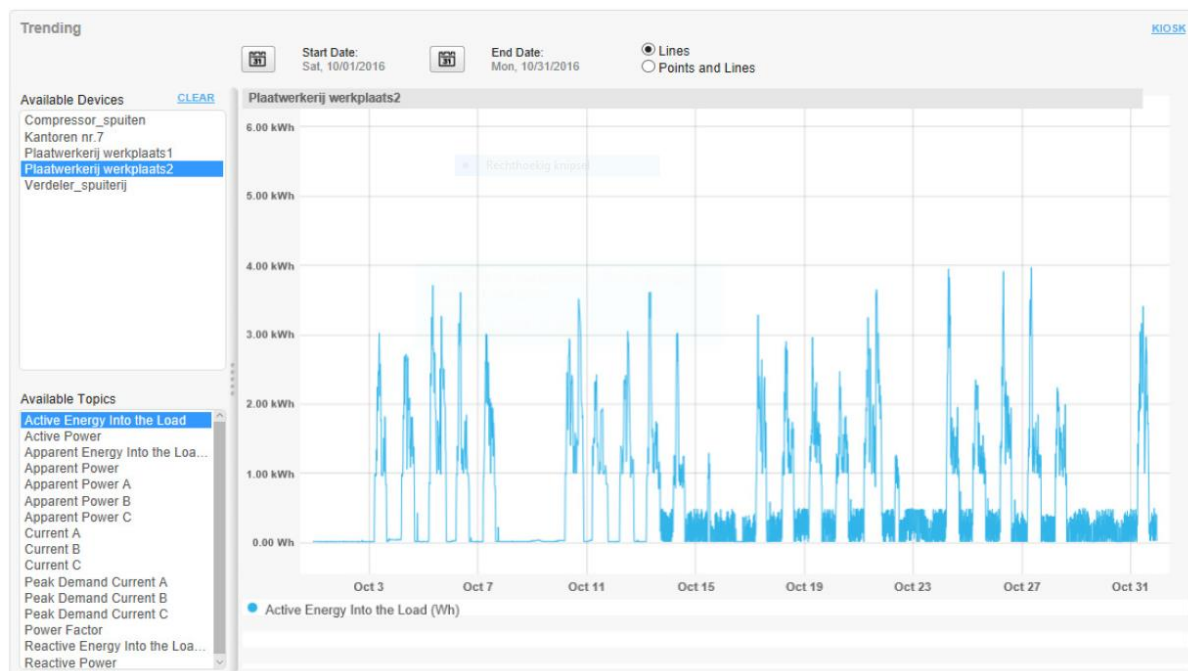 Trending
KIOSK
Start Date:
Sat, 10/01/2016
End Date:
Mon, 10/31/2016
Lines
Points and Lines
Available Devices
CLEAR
Compressor_spuiten
Kantoren nr.7
Plaatwerkerij werkplaats1
Plaatwerkerij werkplaats2
Verdeler_spuiterij
Available Topics
Active Energy Into the Load
Active Power
Apparent Energy Into the Loa...
Apparent Power
Apparent Power A
Apparent Power B
Apparent Power C
Current A
Current B
Current C
Peak Demand Current A
Peak Demand Current B
Peak Demand Current C
Power Factor
Reactive Energy Into the Loa...
Reactive Power
Plaatwerkerij werkplaats2
6.00 kWh
Rechthoekig knipsel
5.00 kWh
4.00 kWh
3.00 kWh
2.00 kWh
1.00 kWh
0.00 Wh
Oct 3 Oct 7 Oct 11 Oct 15 Oct 19 Oct 23 Oct 27 Oct 31
Active Energy Into the Load (Wh)